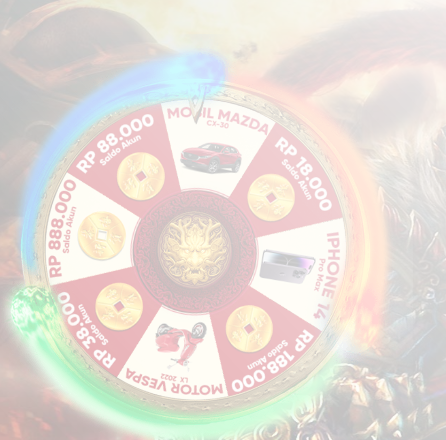 MOBIL MAZDA
CX-30
RP 18.000
Saldo Akun
IPHONE 14
Pro Max
RP 188.000
Saldo Akun
MOTOR VESPA
LX 2022
RP 38.000
Saldo Akun
RP 888.000
Saldo Akun
RP 88.000
Saldo Akun